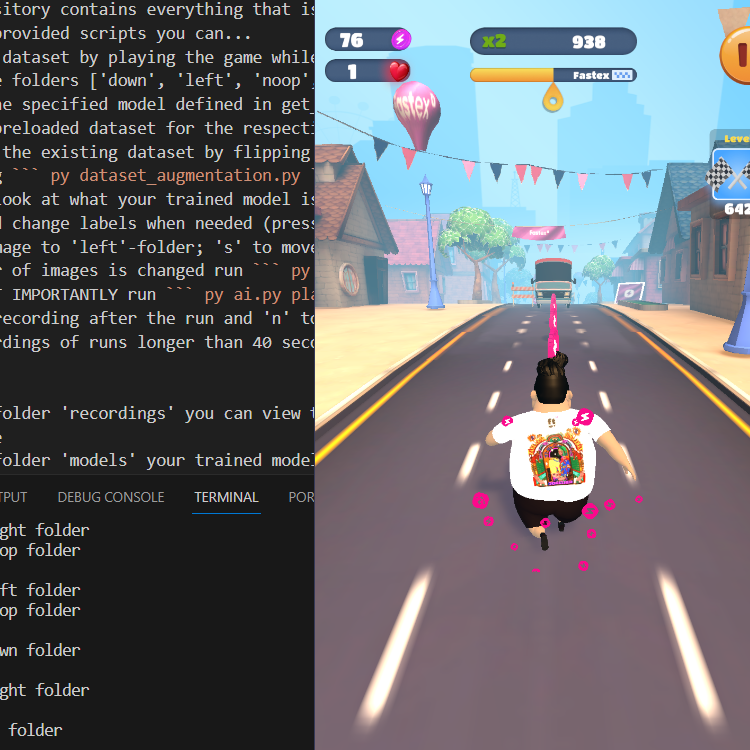 sitory contains everything that is
provided scripts you can...
dataset by playing the game while
e folders ['down', 'left', 'noop',
he specified model defined in get_
preloaded dataset for the respecti
the existing dataset by flipping
g ``` py dataset_augmentation.py
look at what your trained model is
d change labels when needed (press
mage to 'left'-folder; 's' to move
r of images is changed run ``` py
T IMPORTANTLY run ``` py ai.py pla
recording after the run and 'n' to
rdings of runs longer than 40 seco
folder 'recordings' you can view t
e
folder 'models' your trained model
TPUT DEBUG CONSOLE TERMINAL POR
ght folder
op folder
ft folder
op folder
wn folder
ght folder
folder
76
1
x2 938
Fastex
astex
Level
642
Fastex